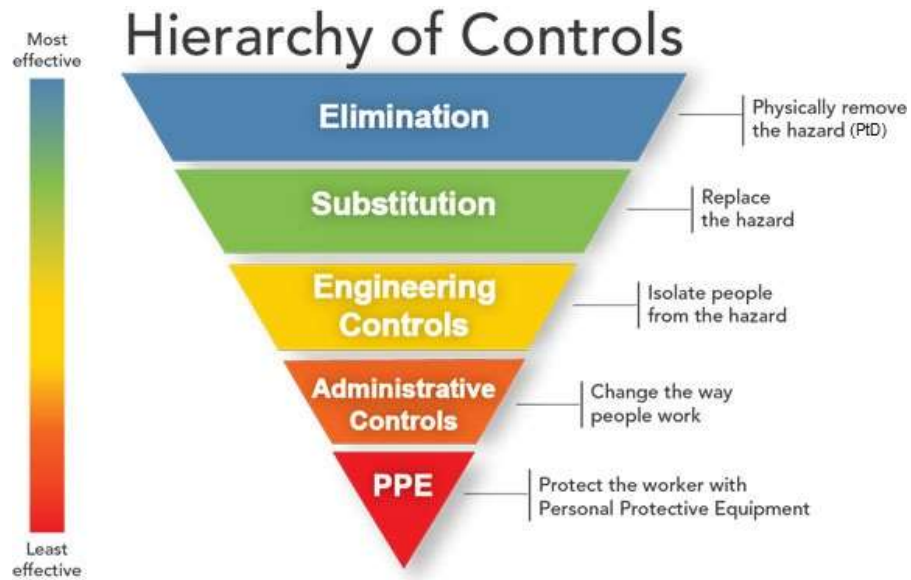 Hierarchy of Controls
Most
effective
Elimination
Physically remove
the hazard (PtD)
Substitution
Replace
the hazard
Engineering
Controls
Isolate people
from the hazard
Administrative
Controls
Change the way
people work
PPE
Protect the worker with
Personal Protective Equipment
Least
effective